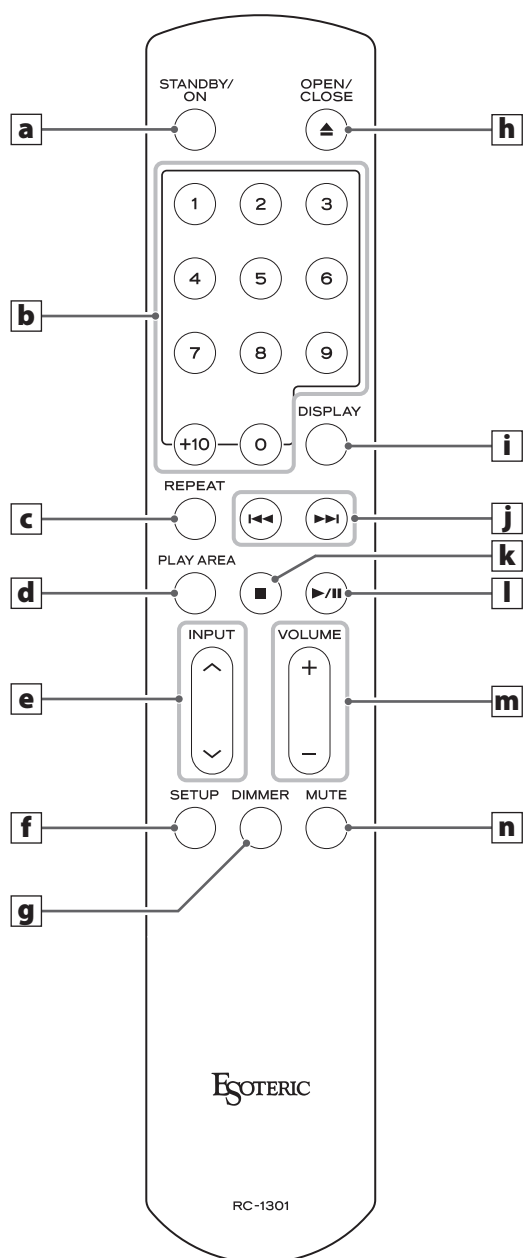 STANDBY/ OPEN/
ON CLOSE
a h
1 2 3
4 5 6
b
7 8 9
DISPLAY
+10 0 i
REPEAT
c j
k
PLAY AREA
d l
INPUT VOLUME
+
e m
−
SETUP DIMMER MUTE
f n
g
ESOTERIC
RC-1301